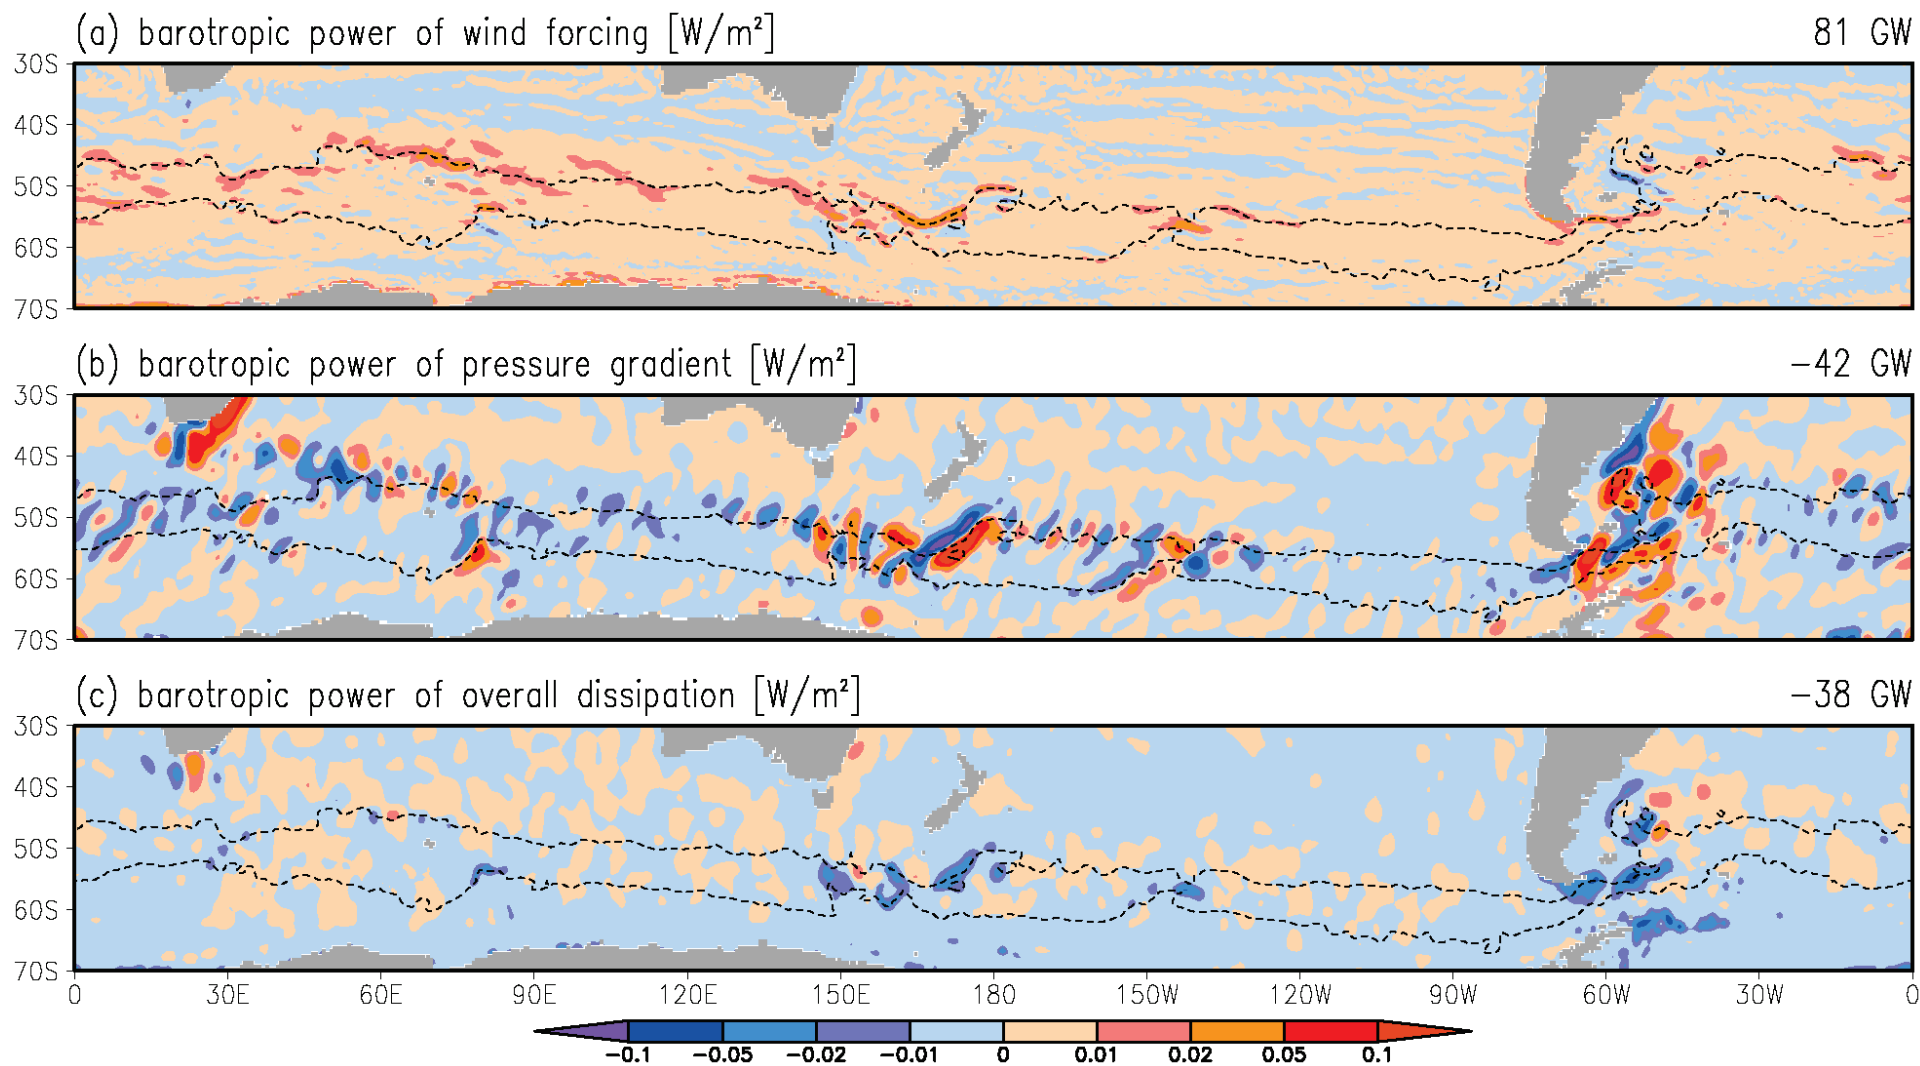 (a) barotropic power of wind forcing [W/m²] 81 GW
30S
40S
50S
60S
70S
(b) barotropic power of pressure gradient [W/m²] −42 GW
30S
40S
50S
60S
70S
(c) barotropic power of overall dissipation [W/m²] −38 GW
30S
40S
50S
60S
70S
0 30E 60E 90E 120E 150E 180 150W 120W 90W 60W 30W 0
−0.1 −0.05 −0.02 −0.01 0 0.01 0.02 0.05 0.1